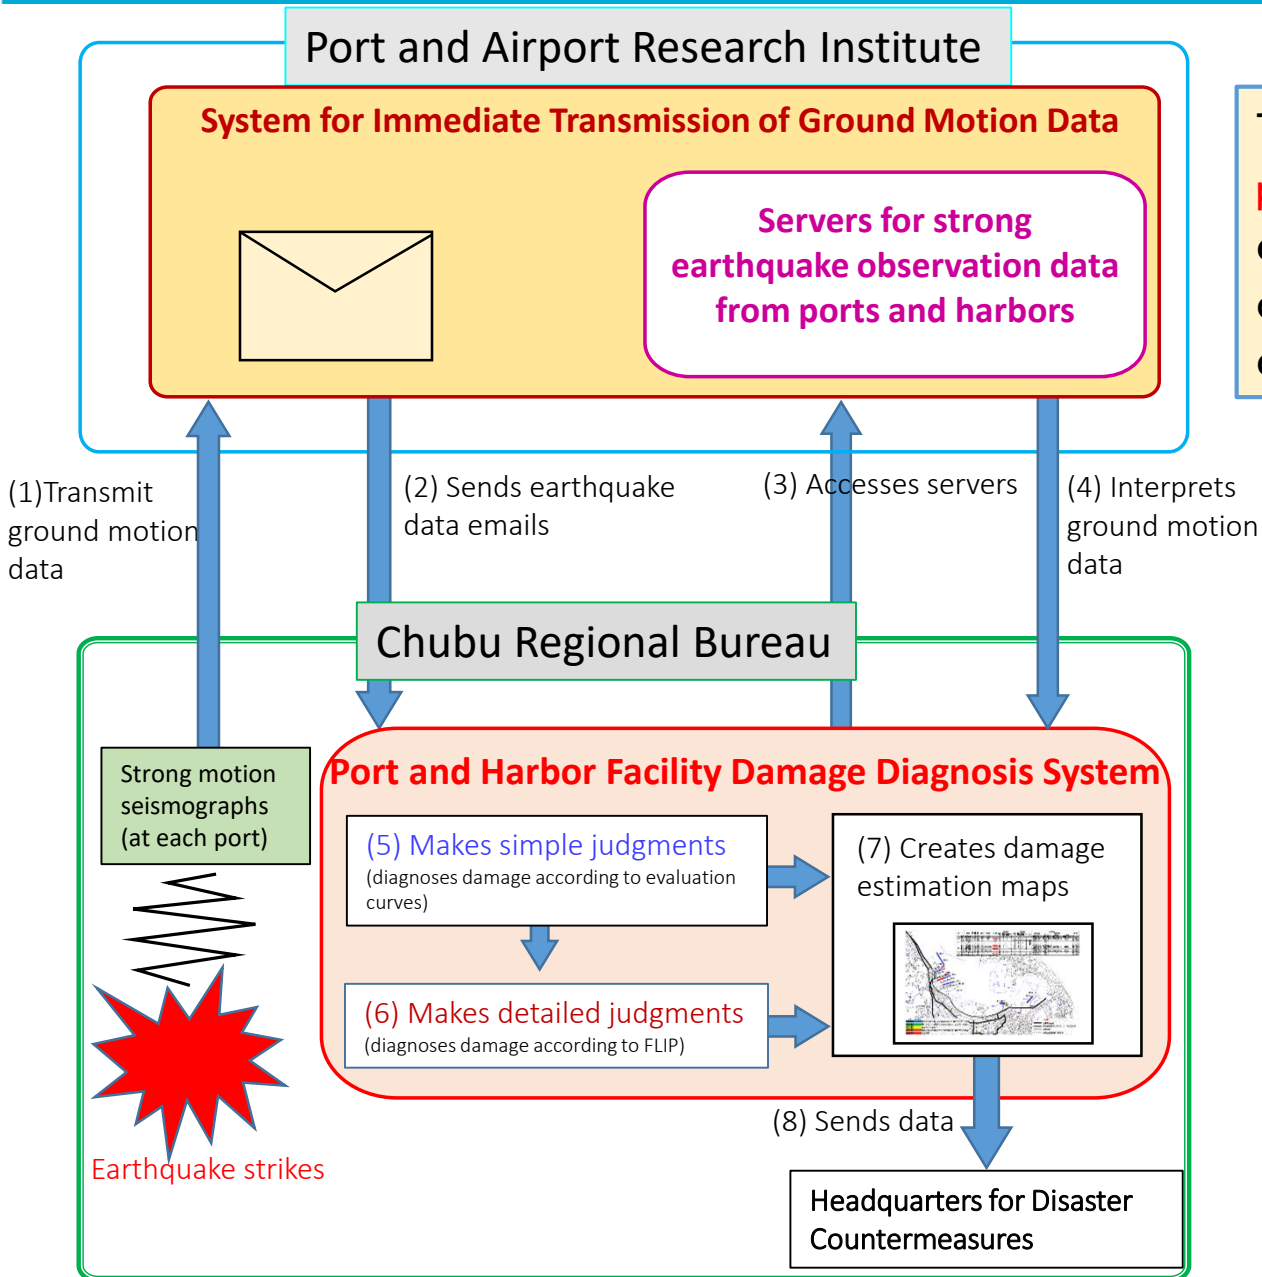 Port and Airport Research Institute
System for Immediate Transmission of Ground Motion Data
Servers for strong
earthquake observation data
from ports and harbors
(1)Transmit
ground motion
data
(2) Sends earthquake
data emails
(3) Accesses servers
(4) Interprets
ground motion
data
Chubu Regional Bureau
Strong motion
seismographs
(at each port)
Earthquake strikes
Port and Harbor Facility Damage Diagnosis System
(5) Makes simple judgments
(diagnoses damage according to evaluation
curves)
(6) Makes detailed judgments
(diagnoses damage according to FLIP)
(7) Creates damage
estimation maps
(8) Sends data
Headquarters for Disaster
Countermeasures